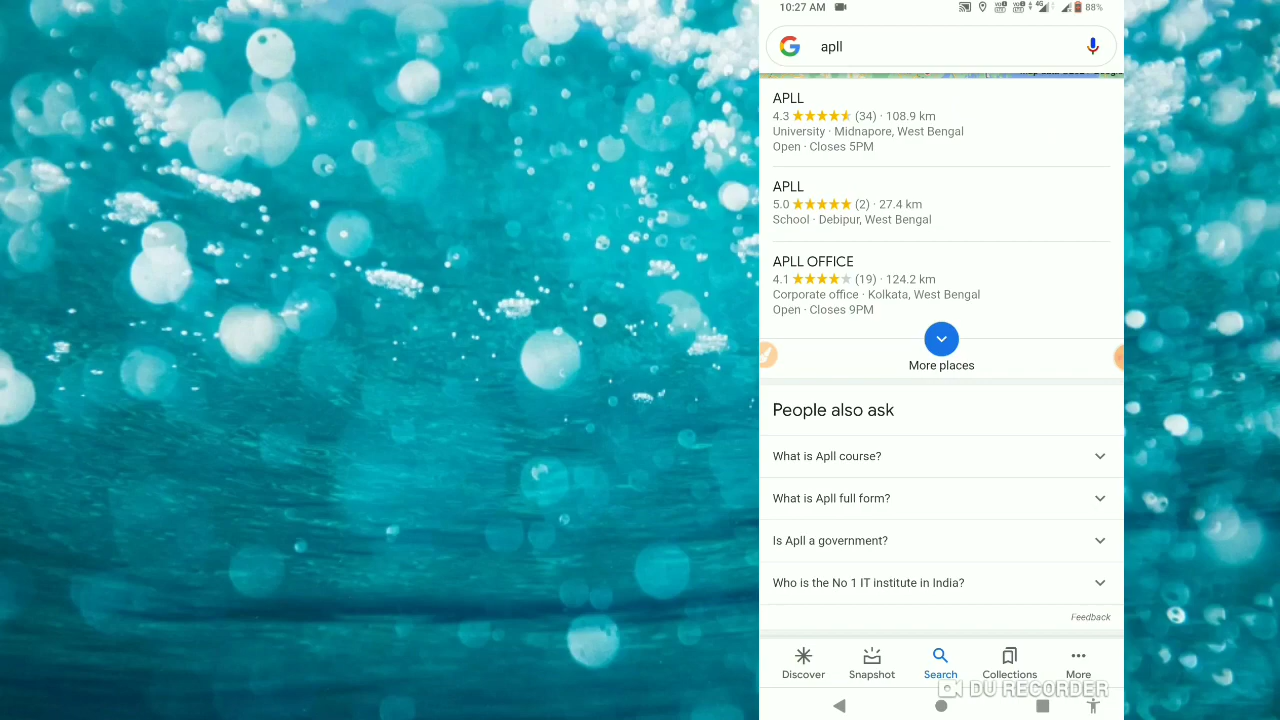 10:27 AM 88%
apll
APLL
4.3 (34) · 108.9 km
University · Midnapore, West Bengal
Open · Closes 5PM
APLL
5.0 (2) · 27.4 km
School · Debipur, West Bengal
APLL OFFICE
4.1 (19) · 124.2 km
Corporate office · Kolkata, West Bengal
Open · Closes 9PM
More places
People also ask
What is Apll course?
What is Apll full form?
Is Apll a government?
Who is the No 1 IT institute in India?
Feedback
Discover Snapshot Search Collections More
DU RECORDER